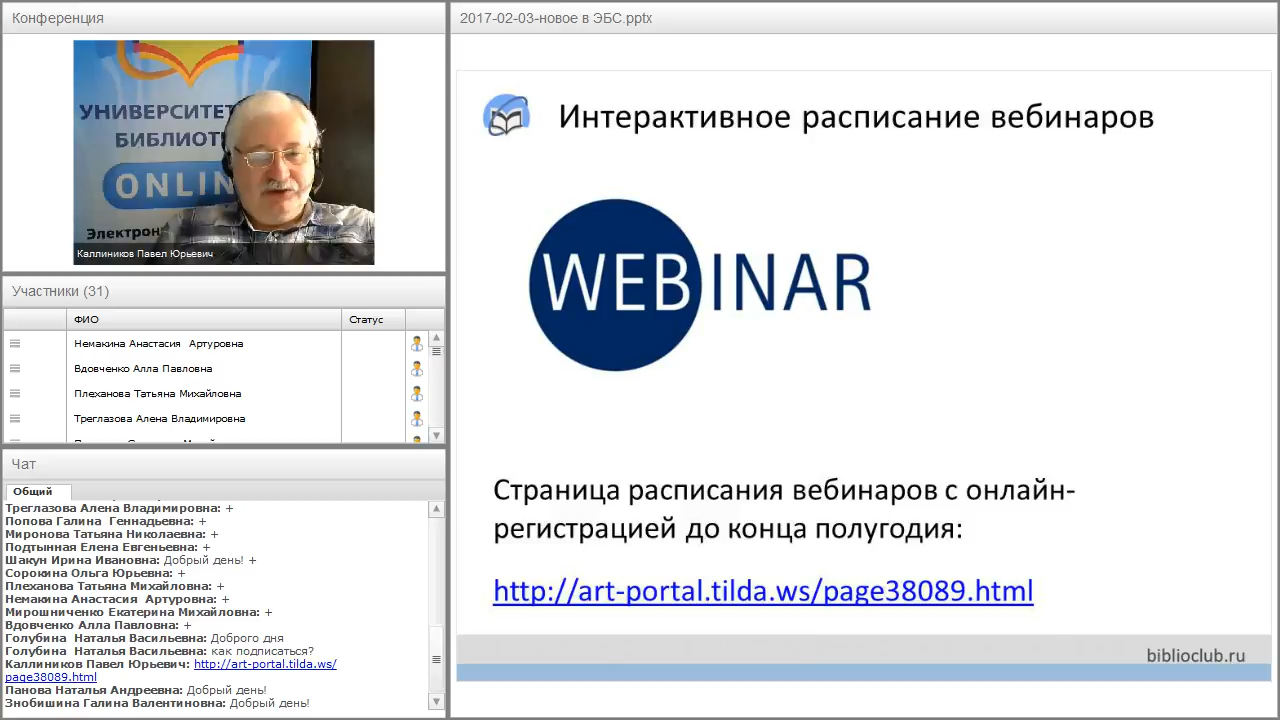 Конференция
УНИВЕРСИТЕТ
БИБЛИОТ
ONLIN
Электрон
Каллиников Павел Юрьевич
Участники (31)
ФИО Статус
Немакина Анастасия Артуровна
Вдовченко Алла Павловна
Плеханова Татьяна Михайловна
Треглазова Алена Владимировна
Чат
Общий
Треглазова Алена Владимировна: +
Попова Галина Геннадьевна: +
Миронова Татьяна Николаевна: +
Подтынная Елена Евгеньевна: +
Шакун Ирина Ивановна: Добрый день! +
Сорокина Ольга Юрьевна: +
Плеханова Татьяна Михайловна: +
Немакина Анастасия Артуровна: +
Мирошниченко Екатерина Михайловна: +
Вдовченко Алла Павловна: +
Голубина Наталья Васильевна: Доброго дня
Голубина Наталья Васильевна: как подписаться?
Каллиников Павел Юрьевич: http://art-portal.tilda.ws/
page38089.html
Панова Наталья Андреевна: Добрый день!
Знобишина Галина Валентиновна: Добрый день!
2017-02-03-новое в ЭБС.pptx
Интерактивное расписание вебинаров
WEBINAR
Страница расписания вебинаров с онлайн-
регистрацией до конца полугодия:
http://art-portal.tilda.ws/page38089.html
biblioclub.ru